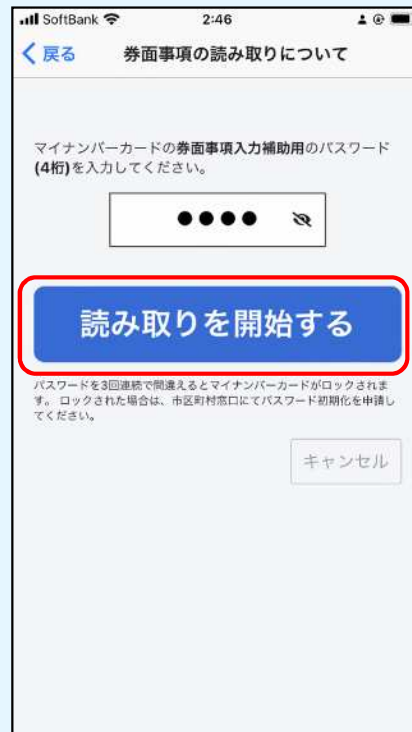 SoftBank 2:46
戻る 券面事項の読み取りについて
マイナンバーカードの券面事項入力補助用のパスワード
(4桁)を入力してください。
●●●●
読み取りを開始する
パスワードを3回連続で間違えるとマイナンバーカードがロックされま
す。 ロックされた場合は、市区町村窓口にてパスワード初期化を申請し
てください。
キャンセル